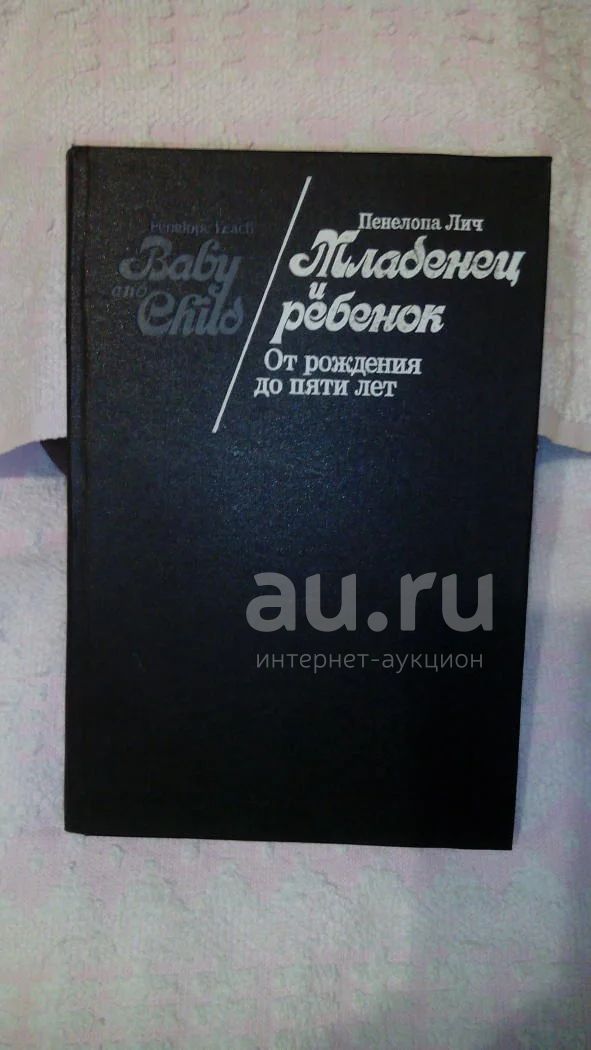 Penelope Leach
Baby
and
Child
Пенелопа Лич
Младенец
и
ребенок
От рождения
до пяти лет
au.ru
интернет-аукцион